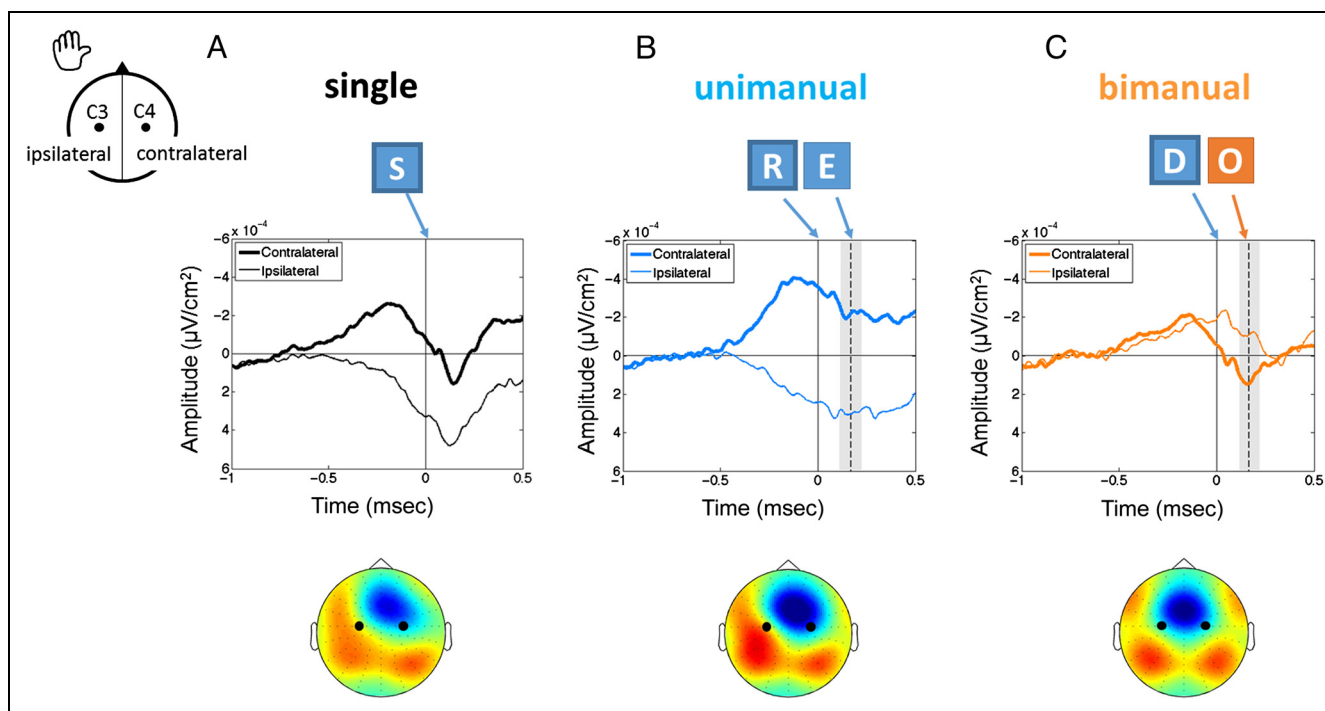 A
B
C
C3 C4
ipsilateral contralateral
single
unimanual
bimanual
S
R E
D O
x 10⁻⁴
-6
-4
-2
0
2
4
6
Contralateral
Ipsilateral
Amplitude (µV/cm²)
-1 -0.5 0 0.5
Time (msec)
x 10⁻⁴
-6
-4
-2
0
2
4
6
Contralateral
Ipsilateral
Amplitude (µV/cm²)
-1 -0.5 0 0.5
Time (msec)
x 10⁻⁴
-6
-4
-2
0
2
4
6
Contralateral
Ipsilateral
Amplitude (µV/cm²)
-1 -0.5 0 0.5
Time (msec)